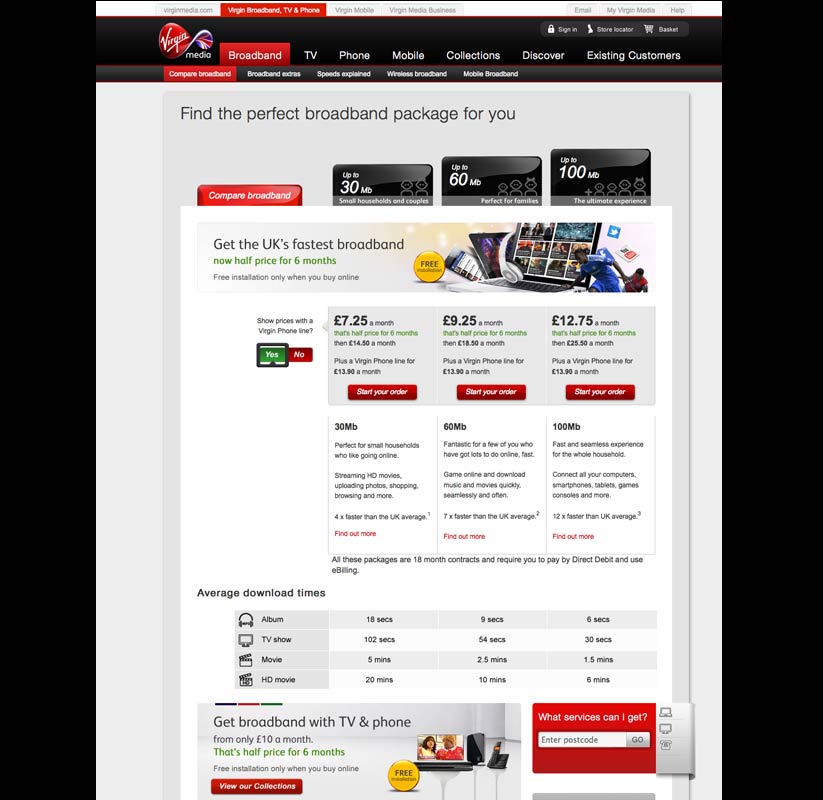 virginmedia.com Virgin Broadband, TV & Phone Virgin Mobile Virgin Media Business Email My Virgin Media Help
Sign in Store locator Basket
Virgin media
Broadband TV Phone Mobile Collections Discover Existing Customers
Compare broadband Broadband extras Speeds explained Wireless broadband Mobile Broadband
Find the perfect broadband package for you
Compare broadband
Up to
30 Mb
Small households and couples
Up to
60 Mb
Perfect for families
Up to
100 Mb
The ultimate experience
Get the UK's fastest broadband
now half price for 6 months
Free installation only when you buy online
FREE
installation
Show prices with a
Virgin Phone line?
Yes No
£7.25 a month
that's half price for 6 months
then £14.50 a month
Plus a Virgin Phone line for
£13.90 a month
Start your order
£9.25 a month
that's half price for 6 months
then £18.50 a month
Plus a Virgin Phone line for
£13.90 a month
Start your order
£12.75 a month
that's half price for 6 months
then £25.50 a month
Plus a Virgin Phone line for
£13.90 a month
Start your order
30Mb
Perfect for small households
who like going online.
Streaming HD movies,
uploading photos, shopping,
browsing and more.
4 x faster than the UK average.1
Find out more
60Mb
Fantastic for a few of you who
have got lots to do online, fast.
Game online and download
music and movies quickly,
seamlessly and often.
7 x faster than the UK average.2
Find out more
100Mb
Fast and seamless experience
for the whole household.
Connect all your computers,
smartphones, tablets, games
consoles and more.
12 x faster than the UK average.3
Find out more
All these packages are 18 month contracts and require you to pay by Direct Debit and use
eBilling.
Average download times
Album 18 secs 9 secs 6 secs
TV show 102 secs 54 secs 30 secs
Movie 5 mins 2.5 mins 1.5 mins
HD movie 20 mins 10 mins 6 mins
Get broadband with TV & phone
from only £10 a month.
That's half price for 6 months
Free installation only when you buy online
View our Collections
FREE
installation
What services can I get?
Enter postcode GO